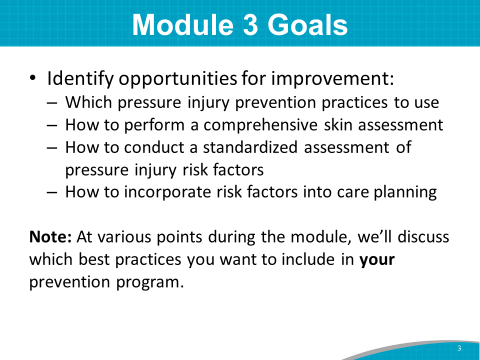 Module 3 Goals
• Identify opportunities for improvement:
– Which pressure injury prevention practices to use
– How to perform a comprehensive skin assessment
– How to conduct a standardized assessment of
pressure injury risk factors
– How to incorporate risk factors into care planning
Note: At various points during the module, we’ll discuss
which best practices you want to include in your
prevention program.
3